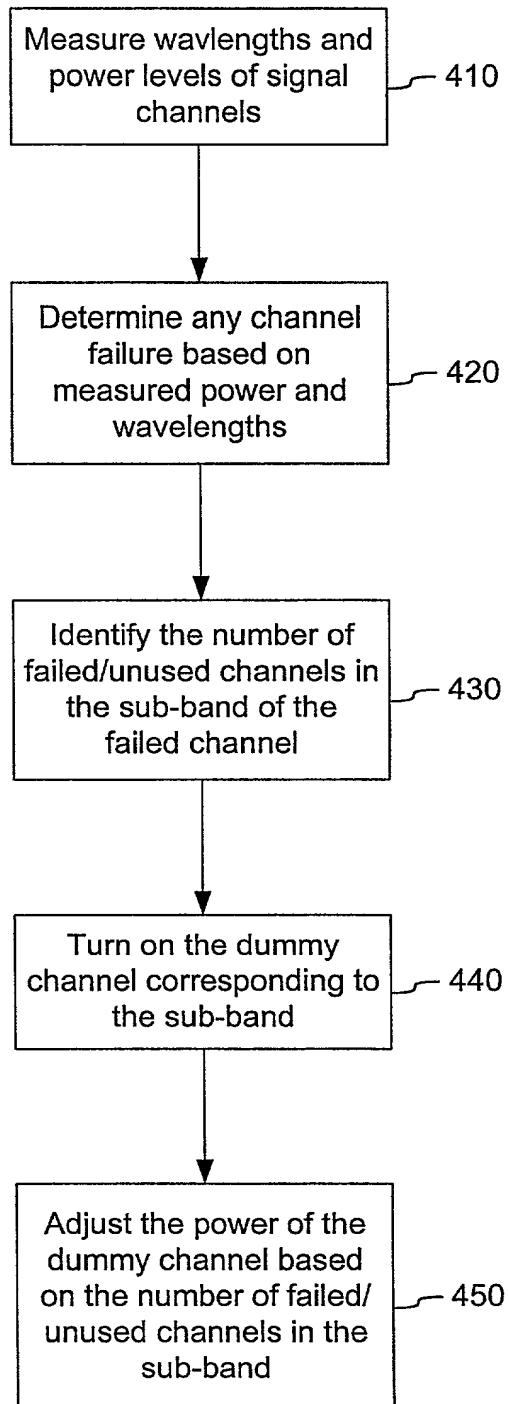 Measure wavlengths and
power levels of signal
channels
410
Determine any channel
failure based on
measured power and
wavelengths
420
Identify the number of
failed/unused channels in
the sub-band of the
failed channel
430
Turn on the dummy
channel corresponding to
the sub-band
440
Adjust the power of the
dummy channel based
on the number of failed/
unused channels in the
sub-band
450